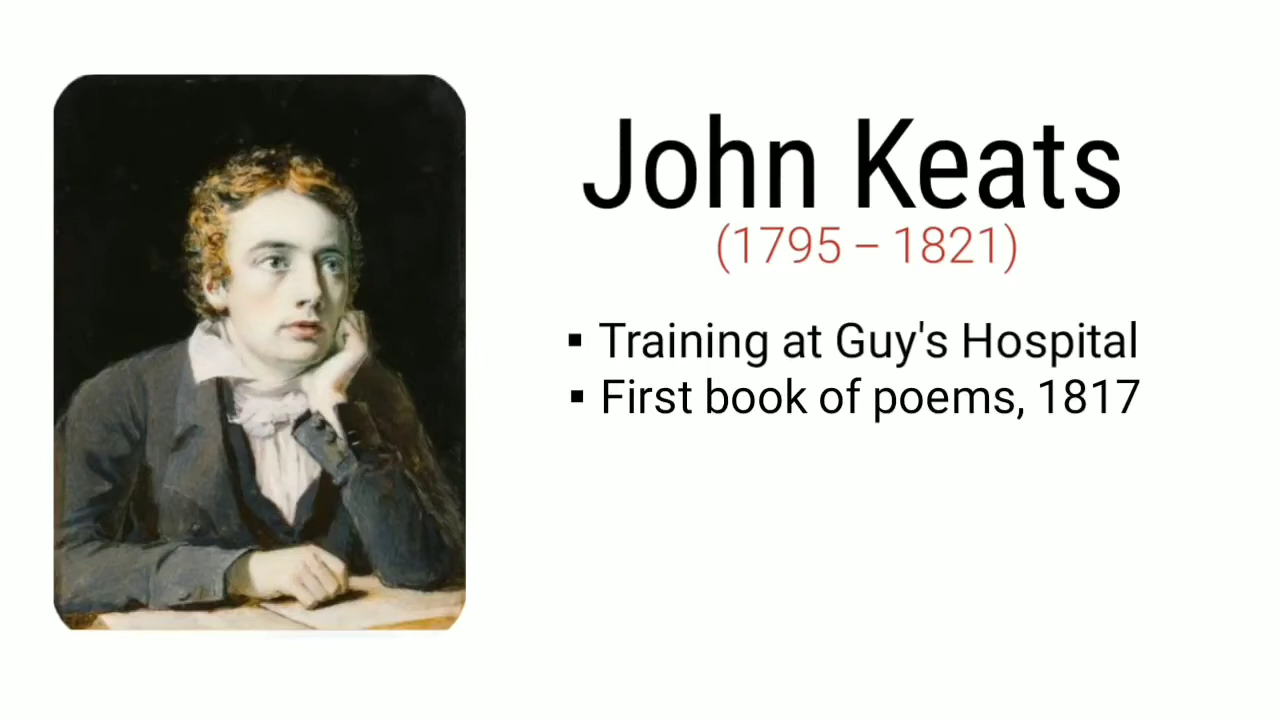 John Keats
(1795 – 1821)
▪ Training at Guy's Hospital
▪ First book of poems, 1817